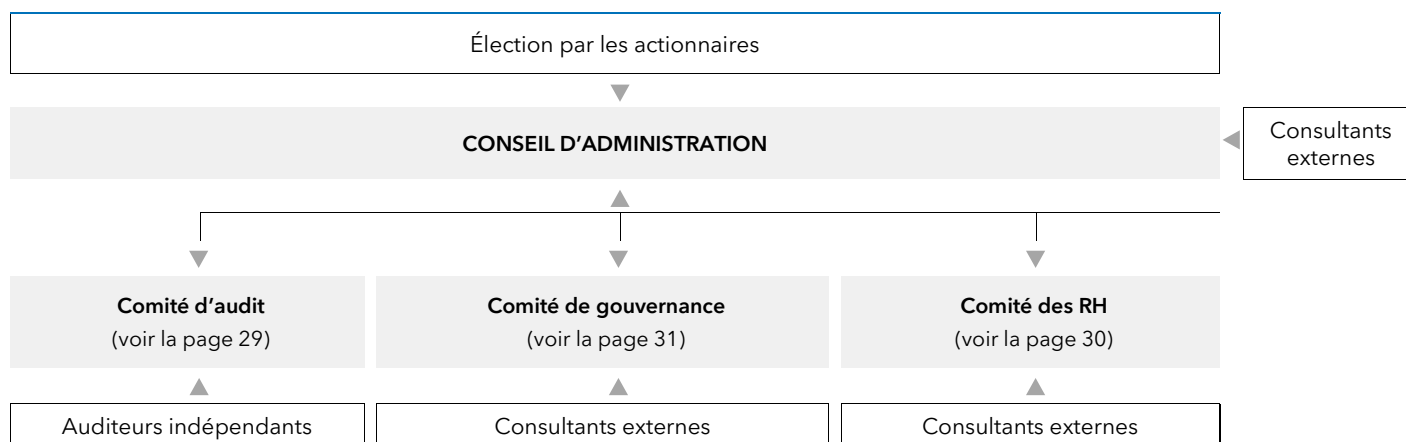 Élection par les actionnaires
CONSEIL D’ADMINISTRATION
Consultants
externes
Comité d’audit
(voir la page 29)
Comité de gouvernance
(voir la page 31)
Comité des RH
(voir la page 30)
Auditeurs indépendants
Consultants externes
Consultants externes